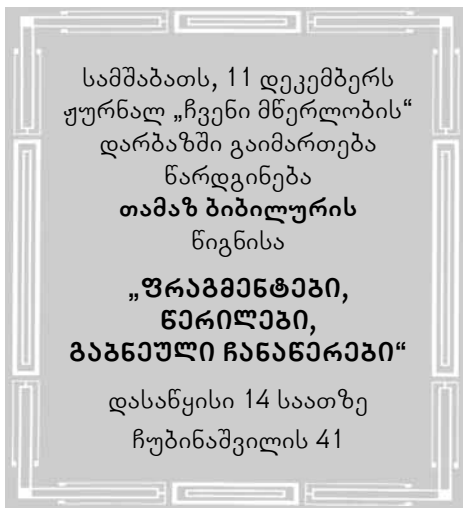 სამშაბათს, 11 დეკემბერს
ჟურნალ „ჩვენი მწერლობის“
დარბაზში გაიმართება
წარდგინება
თამაზ ბიბილურის
წიგნისა
„ფრაგმენტები,
წერილები,
გაბნეული ჩანაწერები“
დასაწყისი 14 საათზე
ჩუბინაშვილის 41